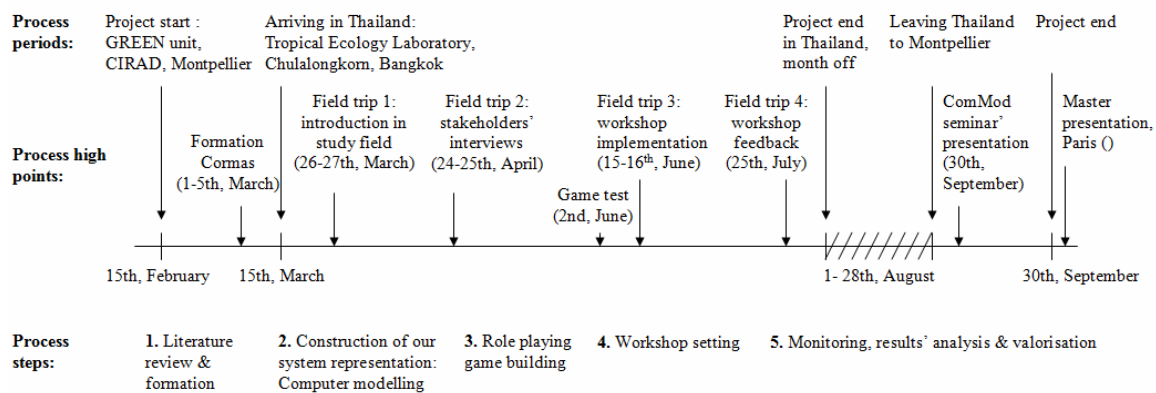 Process periods:
Project start :
GREEN unit,
CIRAD, Montpellier
Arriving in Thailand:
Tropical Ecology Laboratory,
Chulalongkorn, Bangkok
Project end
in Thailand,
month off
Leaving Thailand
to Montpellier
Project end
Process high
points:
Formation
Cormas
(1-5th, March)
Field trip 1:
introduction in
study field
(26-27th, March)
Field trip 2:
stakeholders'
interviews
(24-25th, April)
Game test
(2nd, June)
Field trip 3:
workshop
implementation
(15-16th, June)
Field trip 4:
workshop
feedback
(25th, July)
ComMod
seminar'
presentation
(30th,
September)
Master
presentation,
Paris ()
15th, February
15th, March
1- 28th, August
30th, September
Process
steps:
1. Literature
review &
formation
2. Construction of our
system representation:
Computer modelling
3. Role playing
game building
4. Workshop setting
5. Monitoring, results' analysis & valorisation